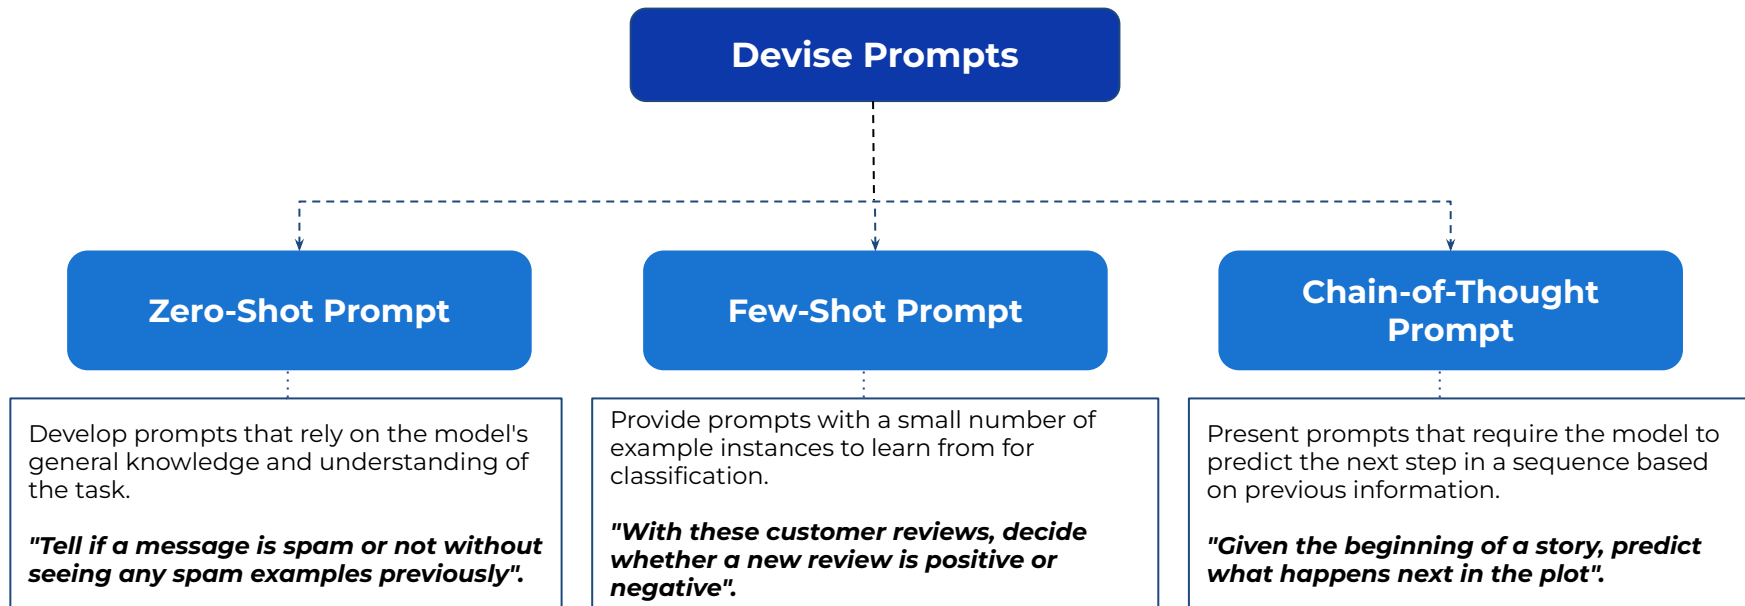 Devise Prompts
Zero-Shot Prompt
Few-Shot Prompt
Chain-of-Thought
Prompt
Develop prompts that rely on the model's
general knowledge and understanding of
the task.
"Tell if a message is spam or not without
seeing any spam examples previously".
Provide prompts with a small number of
example instances to learn from for
classification.
"With these customer reviews, decide
whether a new review is positive or
negative".
Present prompts that require the model to
predict the next step in a sequence based
on previous information.
"Given the beginning of a story, predict
what happens next in the plot".